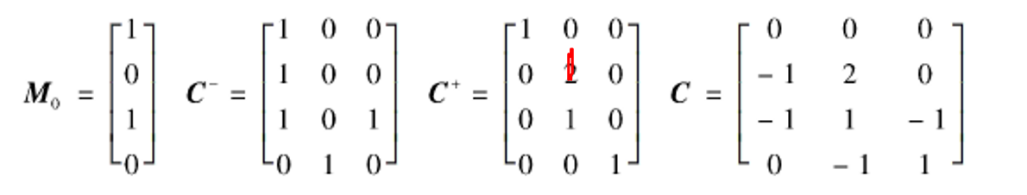 1 1 0 0 1 0 0 0 0 0
0 1 0 0 0 2 0 - 1 2 0
M₀ = C⁻ = C⁺ = C =
1 1 0 1 0 1 0 - 1 1 - 1
0 0 1 0 0 0 1 0 - 1 1